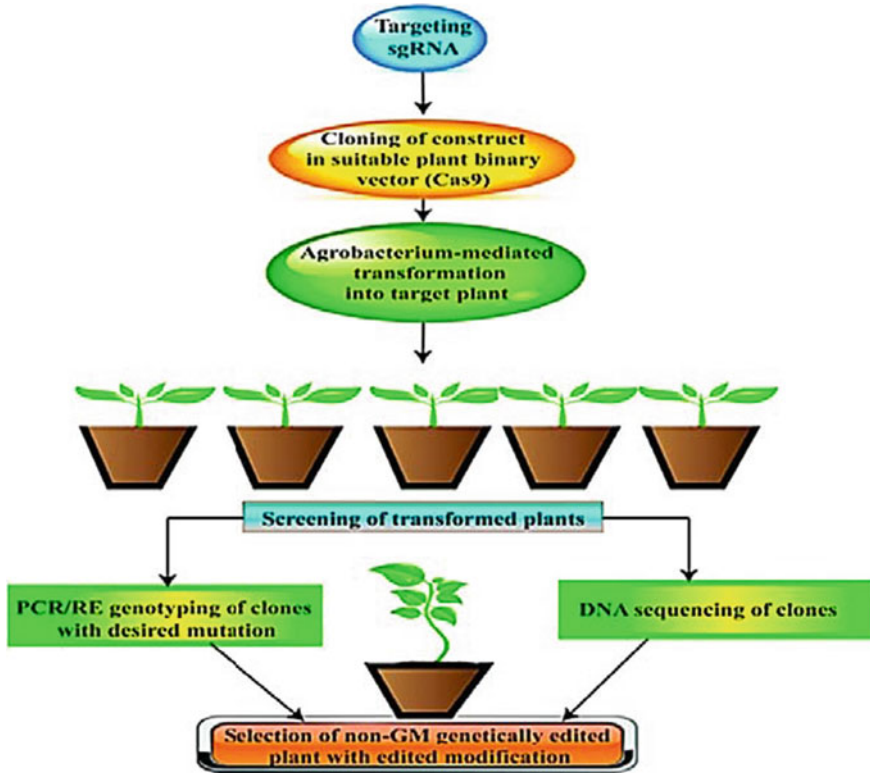 Targeting
sgRNA
Cloning of construct
in suitable plant binary
vector (Cas9)
Agrobacterium-mediated
transformation
into target plant
Screening of transformed plants
PCR/RE genotyping of clones
with desired mutation
DNA sequencing of clones
Selection of non-GM genetically edited
plant with edited modification